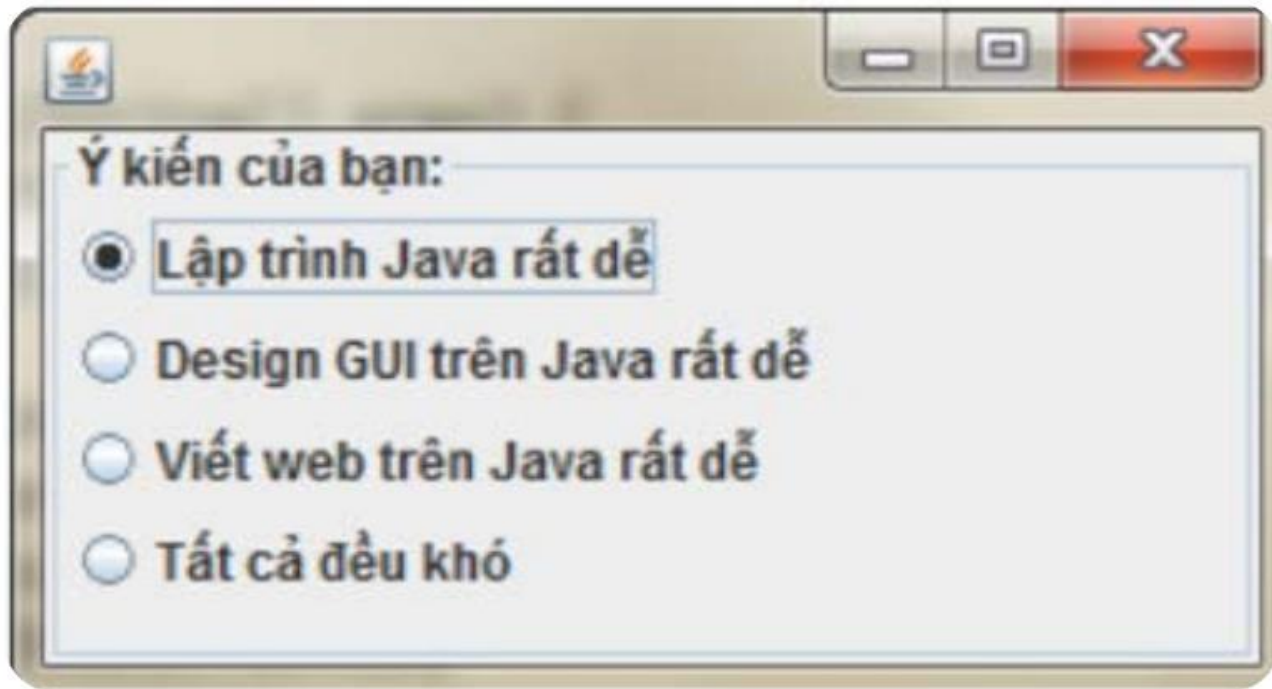 Ý kiến của bạn:
Lập trình Java rất dễ
Design GUI trên Java rất dễ
Viết web trên Java rất dễ
Tất cả đều khó